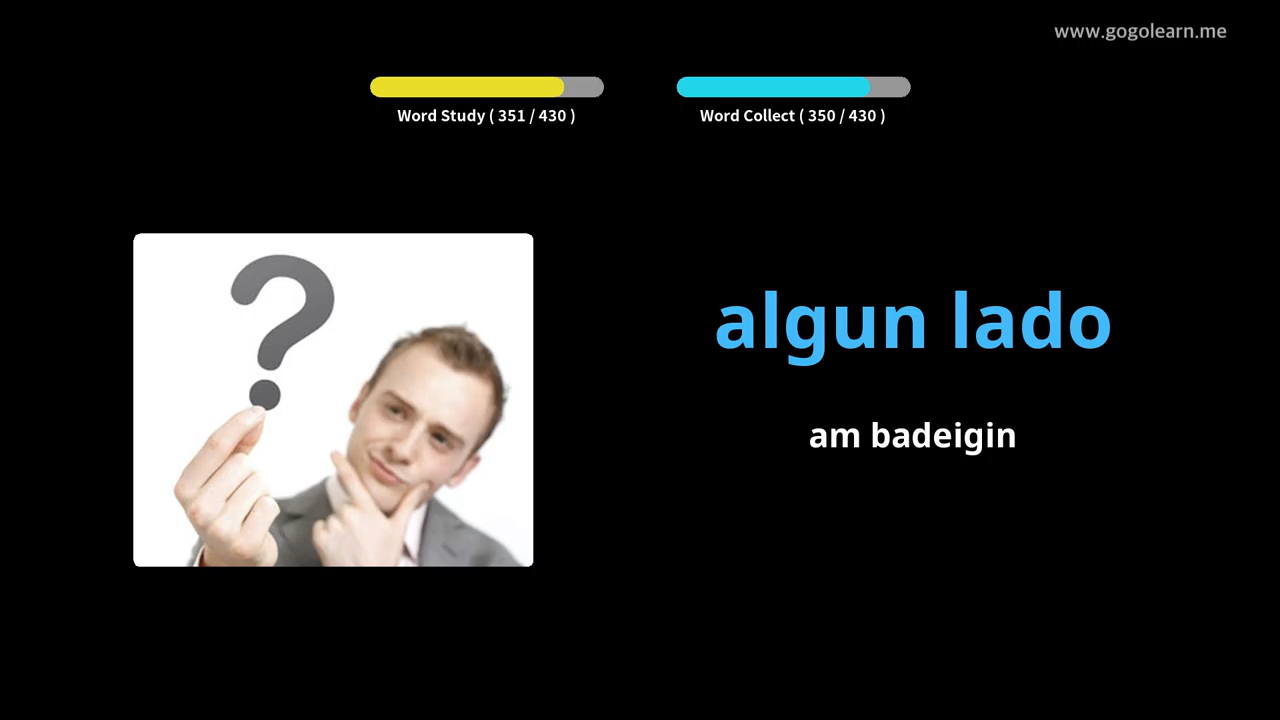 www.gogolearn.me
Word Study ( 351 / 430 )
Word Collect ( 350 / 430 )
algun lado
am badeigin